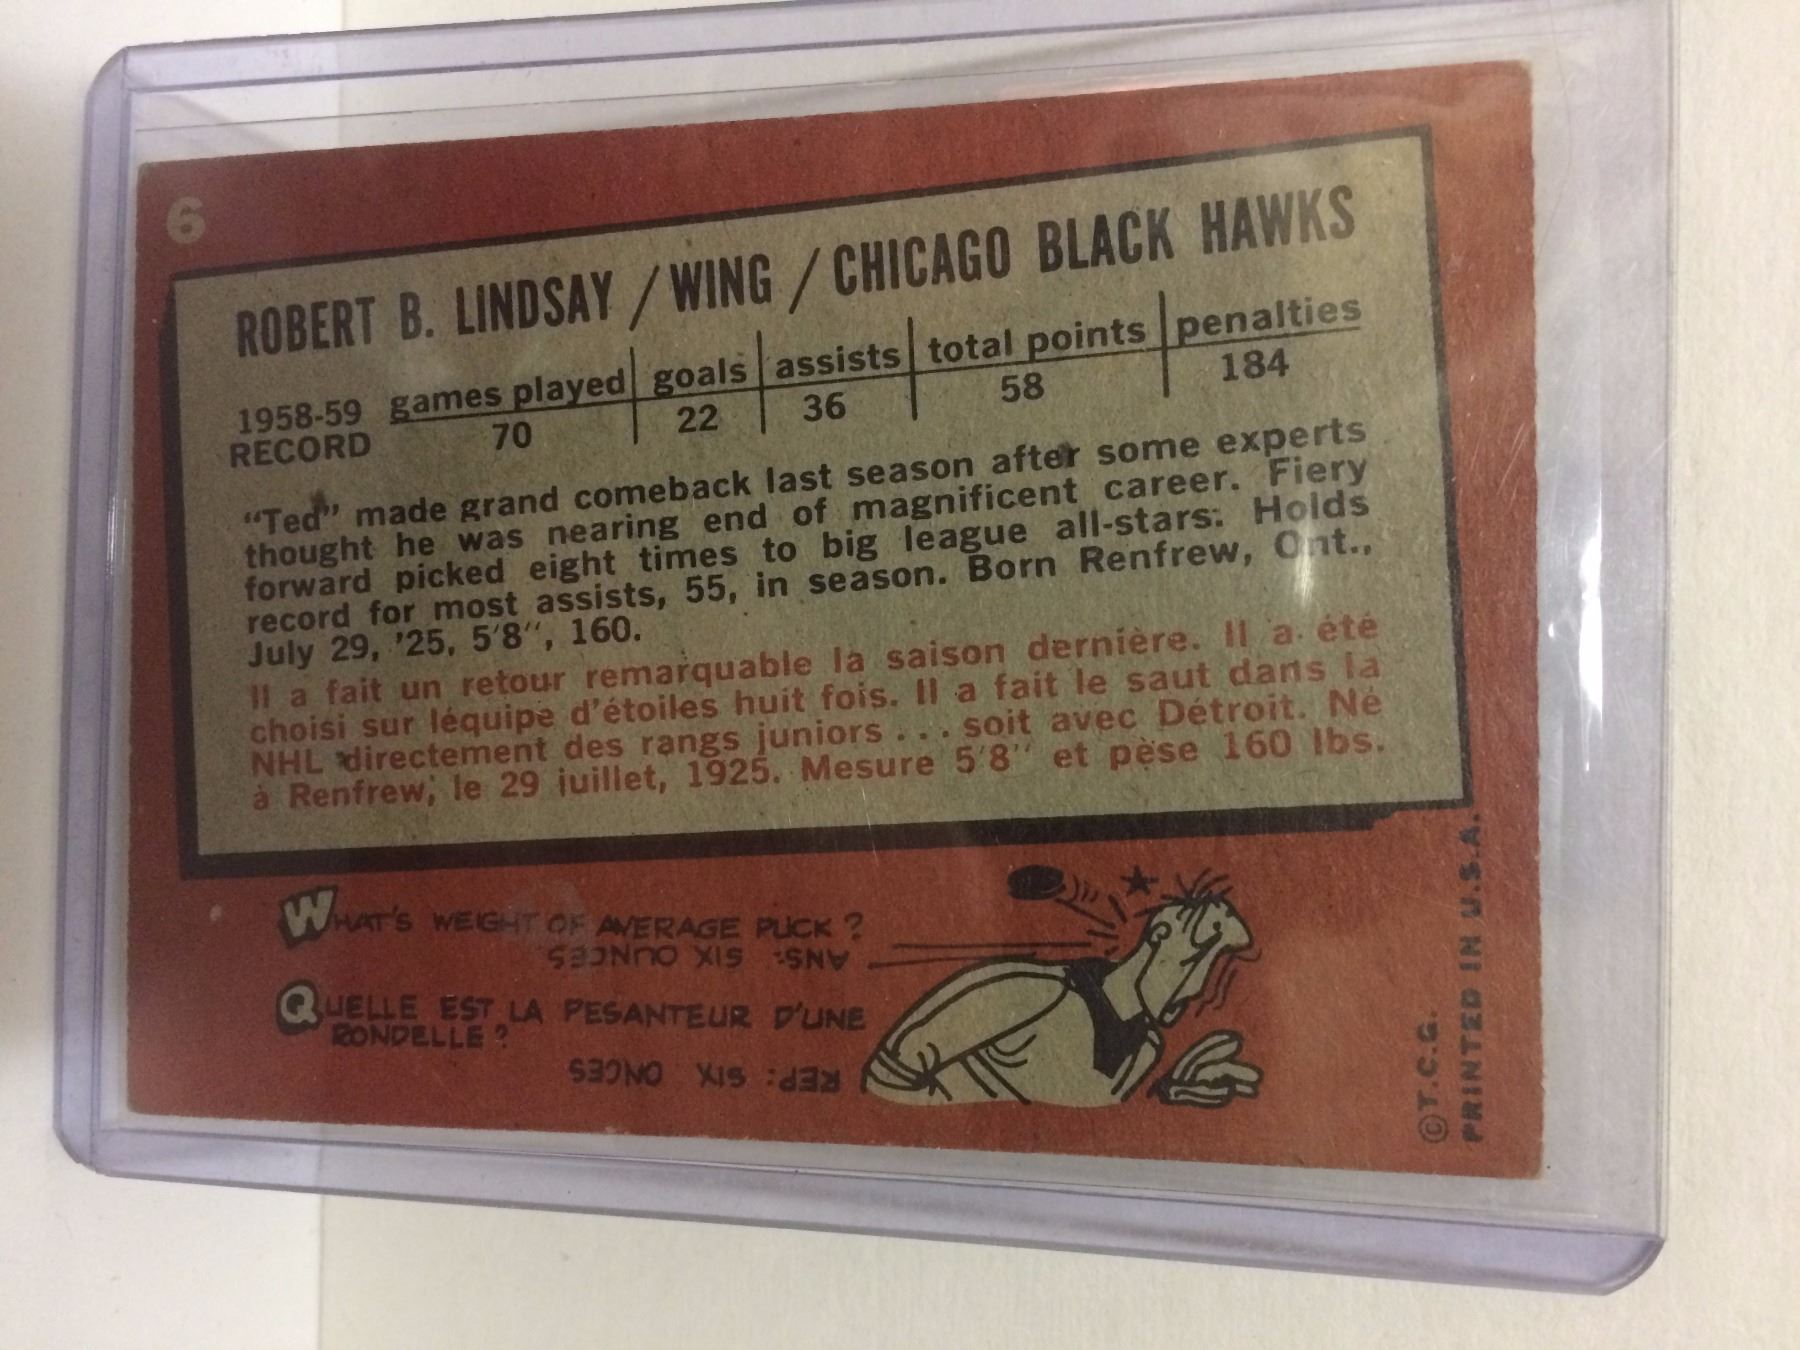 6
ROBERT B. LINDSAY / WING / CHICAGO BLACK HAWKS
1958-59 RECORD games played goals assists total points penalties
70 22 36 58 184
“Ted” made grand comeback last season after some experts
thought he was nearing end of magnificent career. Fiery
forward picked eight times to big league all-stars. Holds
record for most assists, 55, in season. Born Renfrew, Ont.,
July 29, '25, 5'8", 160.
Il a fait un retour remarquable la saison dernière. Il a été
choisi sur léquipe d'étoiles huit fois. Il a fait le saut dans la
NHL directement des rangs juniors . . . soit avec Détroit. Né
à Renfrew, le 29 juillet, 1925. Mesure 5'8" et pèse 160 lbs.
WHAT'S WEIGHT OF AVERAGE PUCK?
ANS: SIX OUNCES
QUELLE EST LA PESANTEUR D'UNE
RONDELLE?
REP: SIX ONCES
©T.C.G.
PRINTED IN U.S.A.